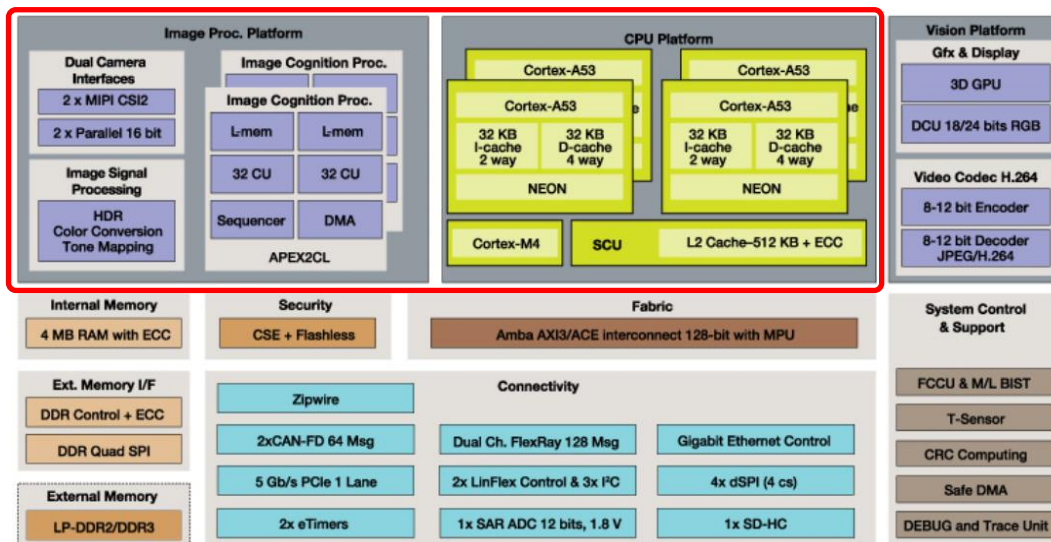 Image Proc. Platform
Dual Camera
Interfaces
2 x MIPI CSI2
2 x Parallel 16 bit
Image Signal
Processing
HDR
Color Conversion
Tone Mapping
Image Cognition Proc.
Image Cognition Proc.
L-mem
L-mem
32 CU
32 CU
Sequencer
DMA
APEX2CL
CPU Platform
Cortex-A53
Cortex-A53
32 KB
I-cache
2 way
32 KB
D-cache
4 way
NEON
Cortex-A53
e
Cortex-A53
32 KB
I-cache
2 way
32 KB
D-cache
4 way
NEON
he
Cortex-M4
SCU
L2 Cache–512 KB + ECC
Vision Platform
Gfx & Display
3D GPU
DCU 18/24 bits RGB
Video Codec H.264
8-12 bit Encoder
8-12 bit Decoder
JPEG/H.264
Internal Memory
4 MB RAM with ECC
Security
CSE + Flashless
Fabric
Amba AXI3/ACE interconnect 128-bit with MPU
Ext. Memory I/F
DDR Control + ECC
DDR Quad SPI
External Memory
LP-DDR2/DDR3
Connectivity
Zipwire
2xCAN-FD 64 Msg
Dual Ch. FlexRay 128 Msg
Gigabit Ethernet Control
5 Gb/s PCIe 1 Lane
2x LinFlex Control & 3x I²C
4x dSPI (4 cs)
2x eTimers
1x SAR ADC 12 bits, 1.8 V
1x SD-HC
System Control
& Support
FCCU & M/L BIST
T-Sensor
CRC Computing
Safe DMA
DEBUG and Trace Unit